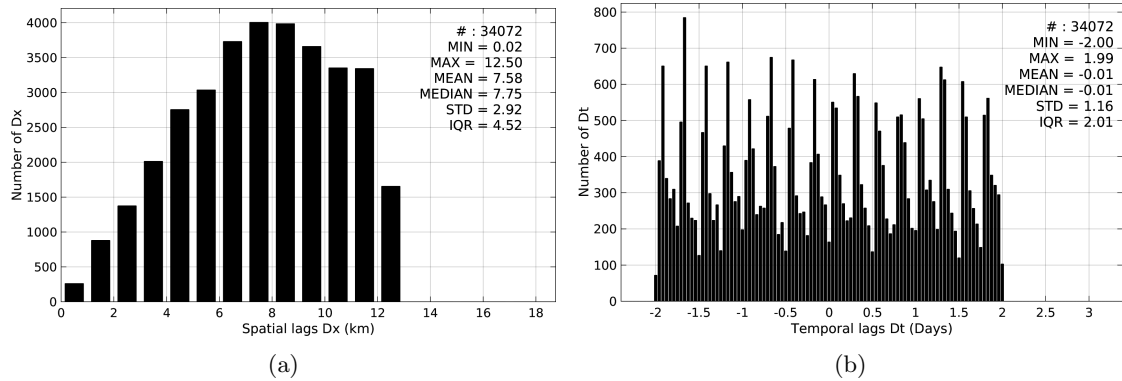 4000
3500
3000
2500
2000
1500
1000
500
0
Number of Dx
# : 34072
MIN = 0.02
MAX = 12.50
MEAN = 7.58
MEDIAN = 7.75
STD = 2.92
IQR = 4.52
0 2 4 6 8 10 12 14 16 18
Spatial lags Dx (km)
(a)
800
700
600
500
400
300
200
100
0
Number of Dt
# : 34072
MIN = -2.00
MAX = 1.99
MEAN = -0.01
MEDIAN = -0.01
STD = 1.16
IQR = 2.01
-2 -1.5 -1 -0.5 0 0.5 1 1.5 2 2.5 3
Temporal lags Dt (Days)
(b)